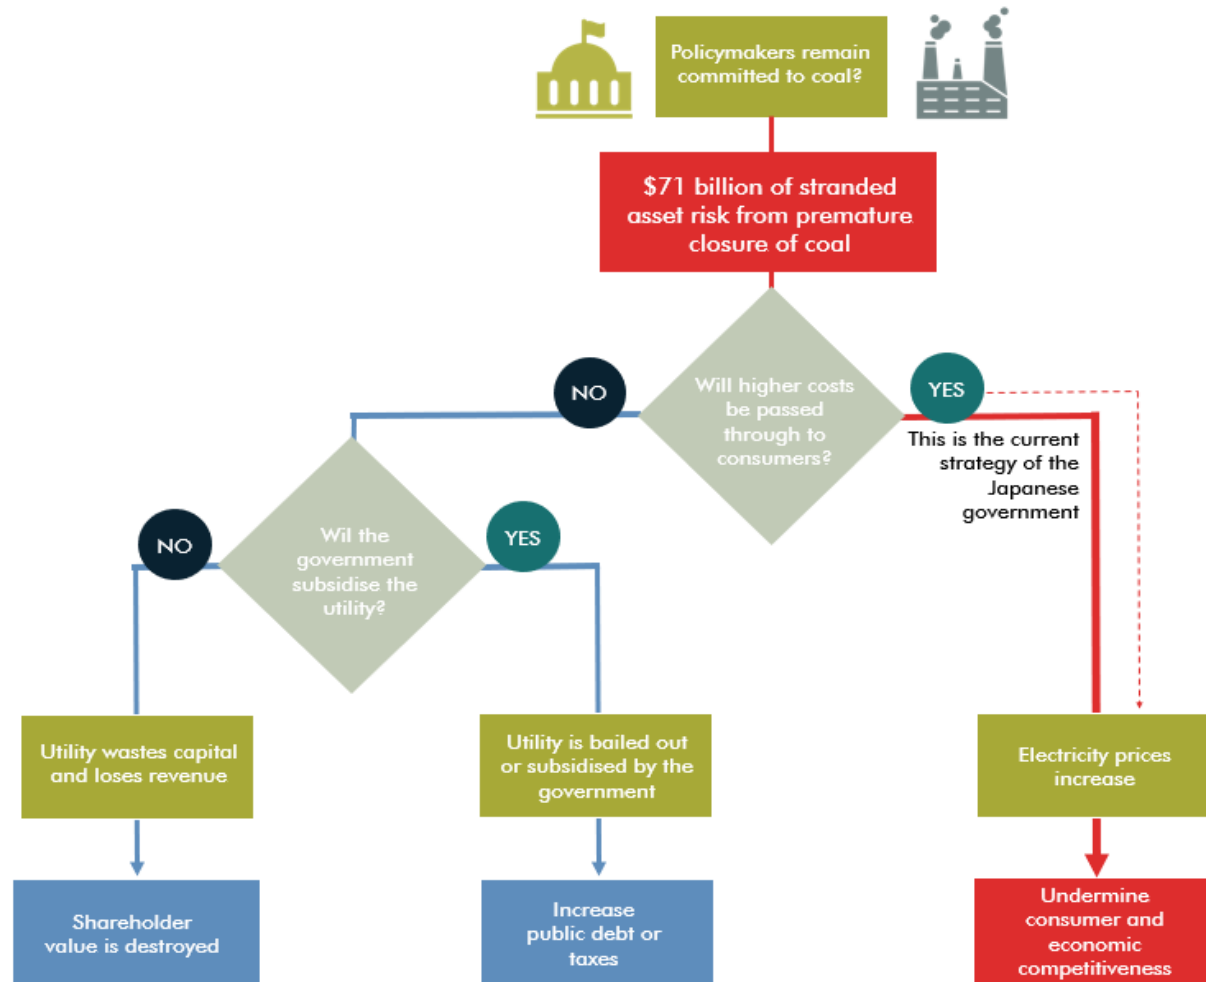 Policymakers remain
committed to coal?
$71 billion of stranded
asset risk from premature
closure of coal
Will higher costs
be passed
through to
consumers?
NO
YES
This is the current
strategy of the
Japanese
government
Wil the
government
subsidise the
utility?
NO
YES
Utility wastes capital
and loses revenue
Utility is bailed out
or subsidised by the
government
Electricity prices
increase
Shareholder
value is destroyed
Increase
public debt or
taxes
Undermine
consumer and
economic
competitiveness